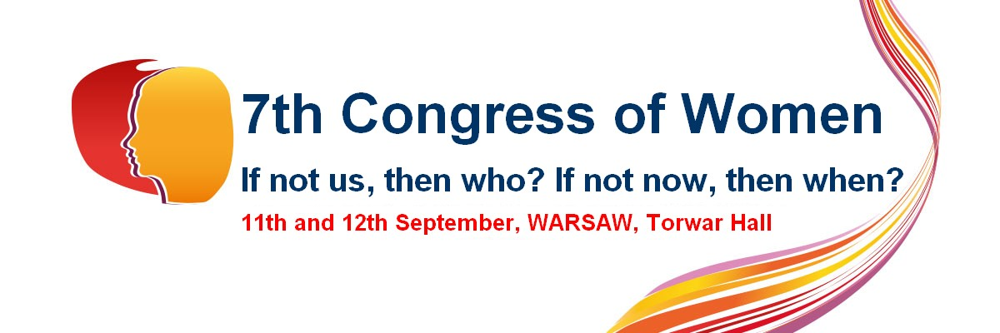 7th Congress of Women
If not us, then who? If not now, then when?
11th and 12th September, WARSAW, Torwar Hall